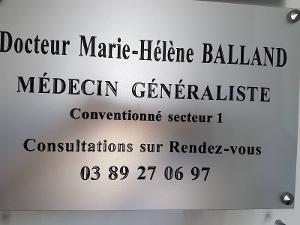 Docteur Marie-Hélène BALLAND
MÉDECIN GÉNÉRALISTE
Conventionné secteur 1
Consultations sur Rendez-vous
03 89 27 06 97